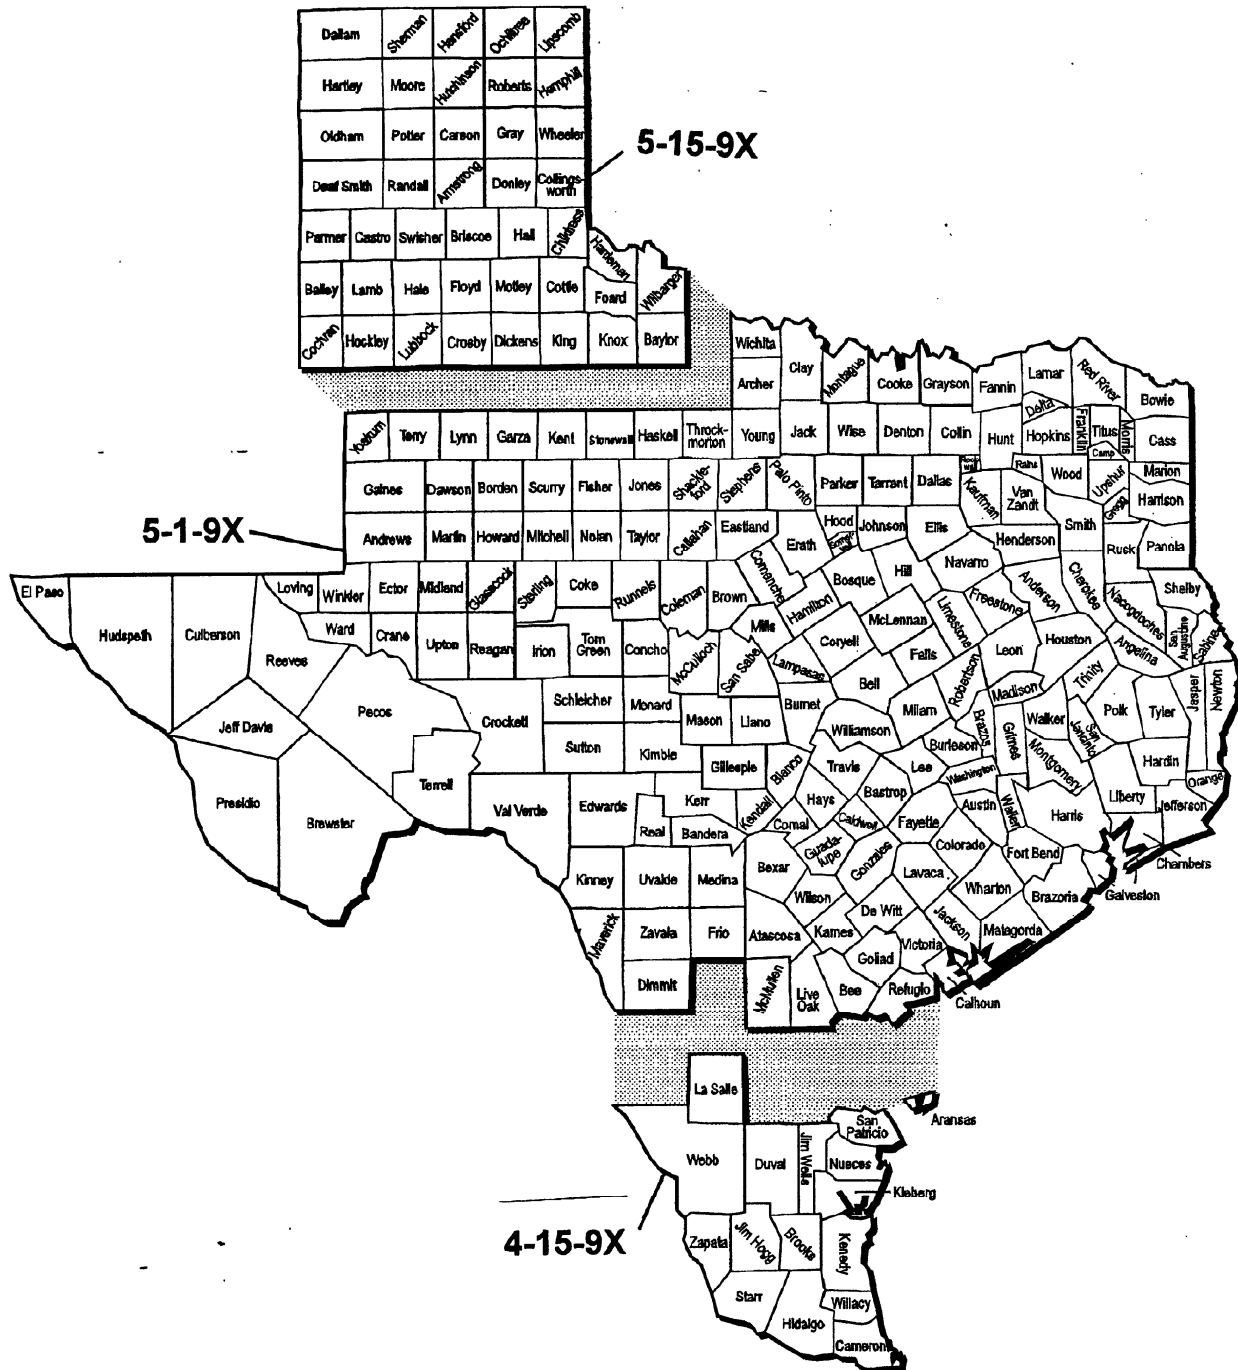 Dallam Sherman Hansford Ochiltree Lipscomb
Hartley Moore Hutchinson Roberts Hemphill
Oldham Potter Carson Gray Wheeler
5-15-9X
Deaf Smith Randall Armstrong Donley Collings-
worth
Parmer Castro Swisher Briscoe Hall Childress
Hardeman
Bailey Lamb Hale Floyd Motley Cottle Foard Wilbarger
Cochran Hockley Lubbock Crosby Dickens King Knox Baylor
Wichita Clay Montague Cooke Grayson Fannin Lamar Red River Bowie
Archer Delta
Yoakum Terry Lynn Garza Kent Stonewall Haskell Throck-
morton Young Jack Wise Denton Collin Hunt Hopkins Franklin Titus Morris Cass
Camp
Gaines Dawson Borden Scurry Fisher Jones Shackle-
ford Stephens Palo Pinto Parker Tarrant Dallas Kaufman Rains Wood Upshur Marion
Van
Zandt Gregg Harrison
5-1-9X
Andrews Martin Howard Mitchell Nolan Taylor Callahan Eastland Erath Hood Johnson Ellis Henderson Smith Rusk Panola
El Paso Hudspeth Culberson Loving Winkler Ector Midland Glasscock Sterling Coke Runnels Coleman Brown Comanche Bosque Hill Navarro Anderson Cherokee Nacogdoches Shelby
Ward Crane Upton Reagan Irion Tom
Green Concho McCulloch San Saba Mills Hamilton Coryell McLennan Limestone Freestone Houston Angelina San
Augustine Sabine
Reeves Lampasas Falls Robertson Leon Trinity
Jeff Davis Pecos Crockett Schleicher Menard Mason Llano Burnet Bell Milam Madison Walker San
Jacinto Polk Tyler Jasper Newton
Sutton Kimble Williamson Burleson Brazos Grimes Montgomery Hardin
Presidio Brewster Terrell Gillespie Blanco Travis Lee Washington Liberty Orange
Val Verde Edwards Kerr Kendall Hays Bastrop Austin Waller Harris Jefferson
Real Bandera Comal Caldwell Fayette
Guada-
lupe Gonzales Colorado Fort Bend Chambers
Kinney Uvalde Medina Bexar Wilson Lavaca Wharton Brazoria Galveston
Maverick Zavala Frio Atascosa Karnes De Witt Jackson Matagorda
Victoria
Goliad
Dimmit McMullen Live
Oak Bee Refugio Calhoun
La Salle
Aransas
San
Patricio
Webb Duval Jim Wells Nueces
Kleberg
4-15-9X
Zapata Jim Hogg Brooks Kenedy
Starr Willacy
Hidalgo
Cameron